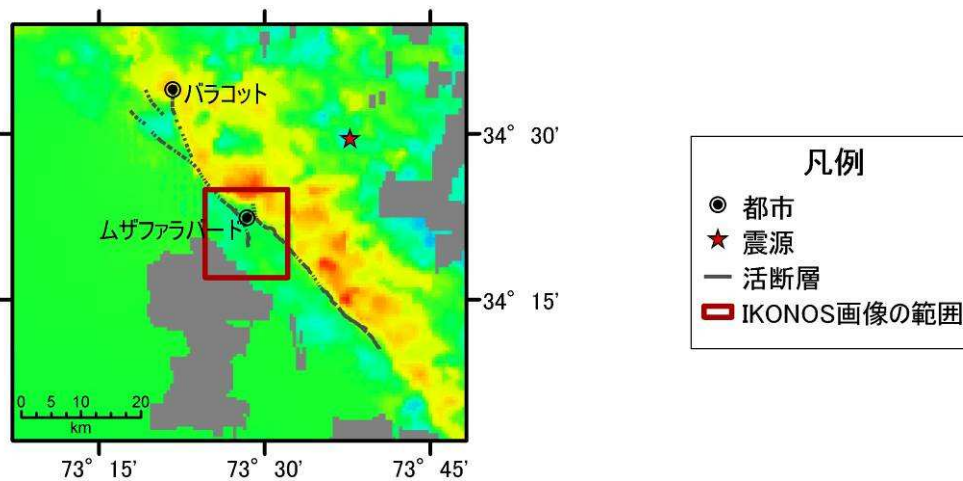 バラコット
ムザファラバード
34° 30'
34° 15'
0 5 10 20
km
73° 15'
73° 30'
73° 45'
凡例
都市
震源
活断層
IKONOS画像の範囲